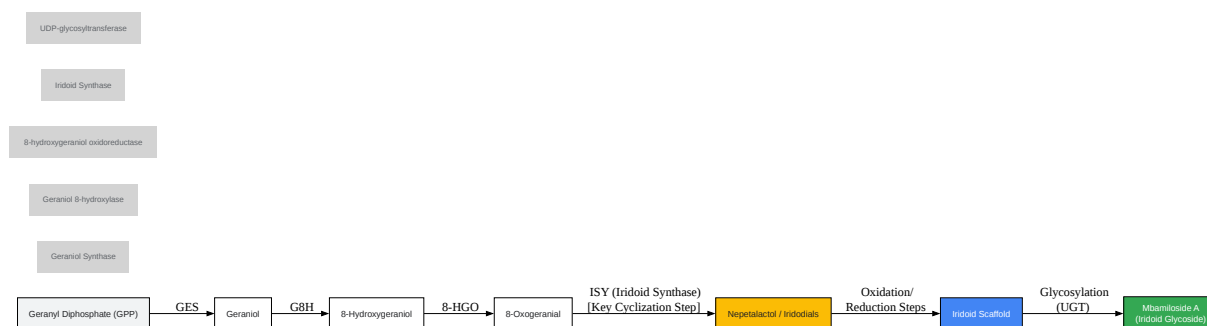 UDP-glycosyltransferase
Iridoid Synthase
8-hydroxygeraniol oxidoreductase
Geraniol 8-hydroxylase
Geraniol Synthase
Geranyl Diphosphate (GPP)
GES
Geraniol
G8H
8-Hydroxygeraniol
8-HGO
8-Oxogeranial
ISY (Iridoid Synthase)
[Key Cyclization Step]
Nepetalactol / Iridodials
Oxidation/
Reduction Steps
Iridoid Scaffold
Glycosylation
(UGT)
Mbamiloside A
(Iridoid Glycoside)